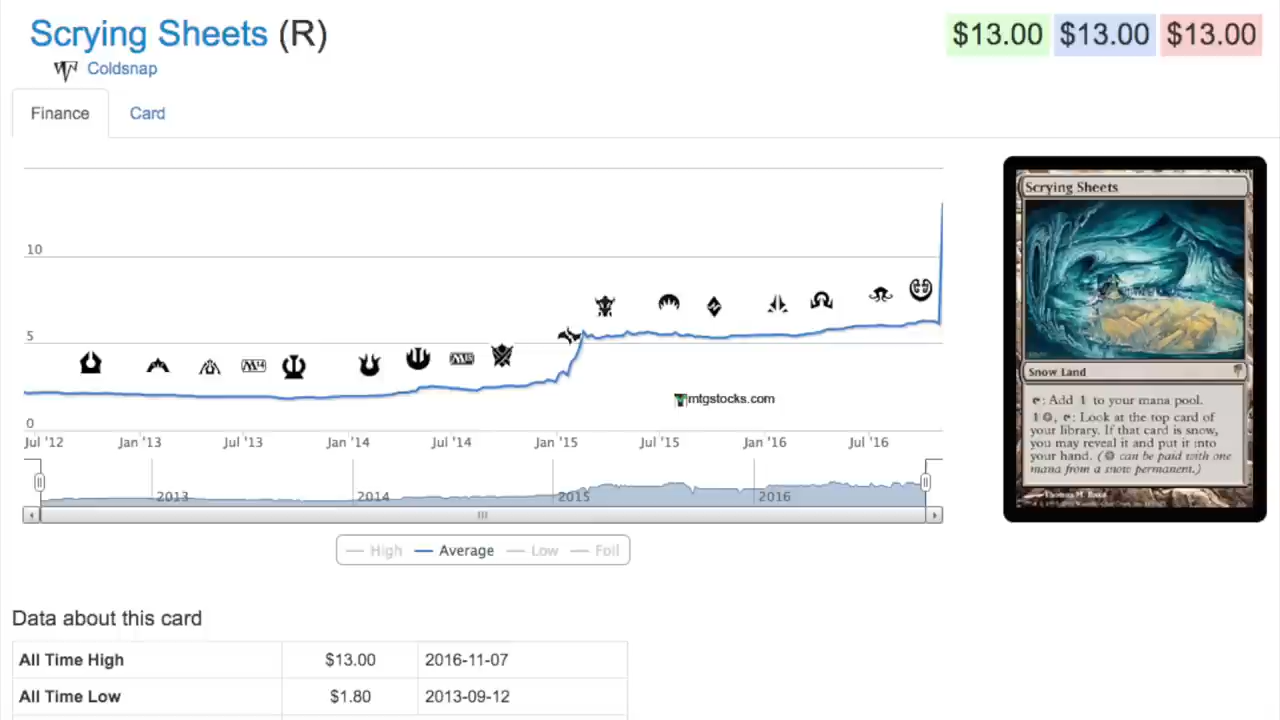 Scrying Sheets (R)
$13.00 $13.00 $13.00
Coldsnap
Finance Card
10
5
0
M14
M15
mtgstocks.com
Jul '12 Jan '13 Jul '13 Jan '14 Jul '14 Jan '15 Jul '15 Jan '16 Jul '16
2013 2014 2015 2016
High Average Low Foil
Scrying Sheets
Snow Land
: Add 1 to your mana pool.
1 , : Look at the top card of
your library. If that card is snow,
you may reveal it and put it into
your hand. ( can be paid with one
mana from a snow permanent.)
Data about this card
All Time High $13.00 2016-11-07
All Time Low $1.80 2013-09-12